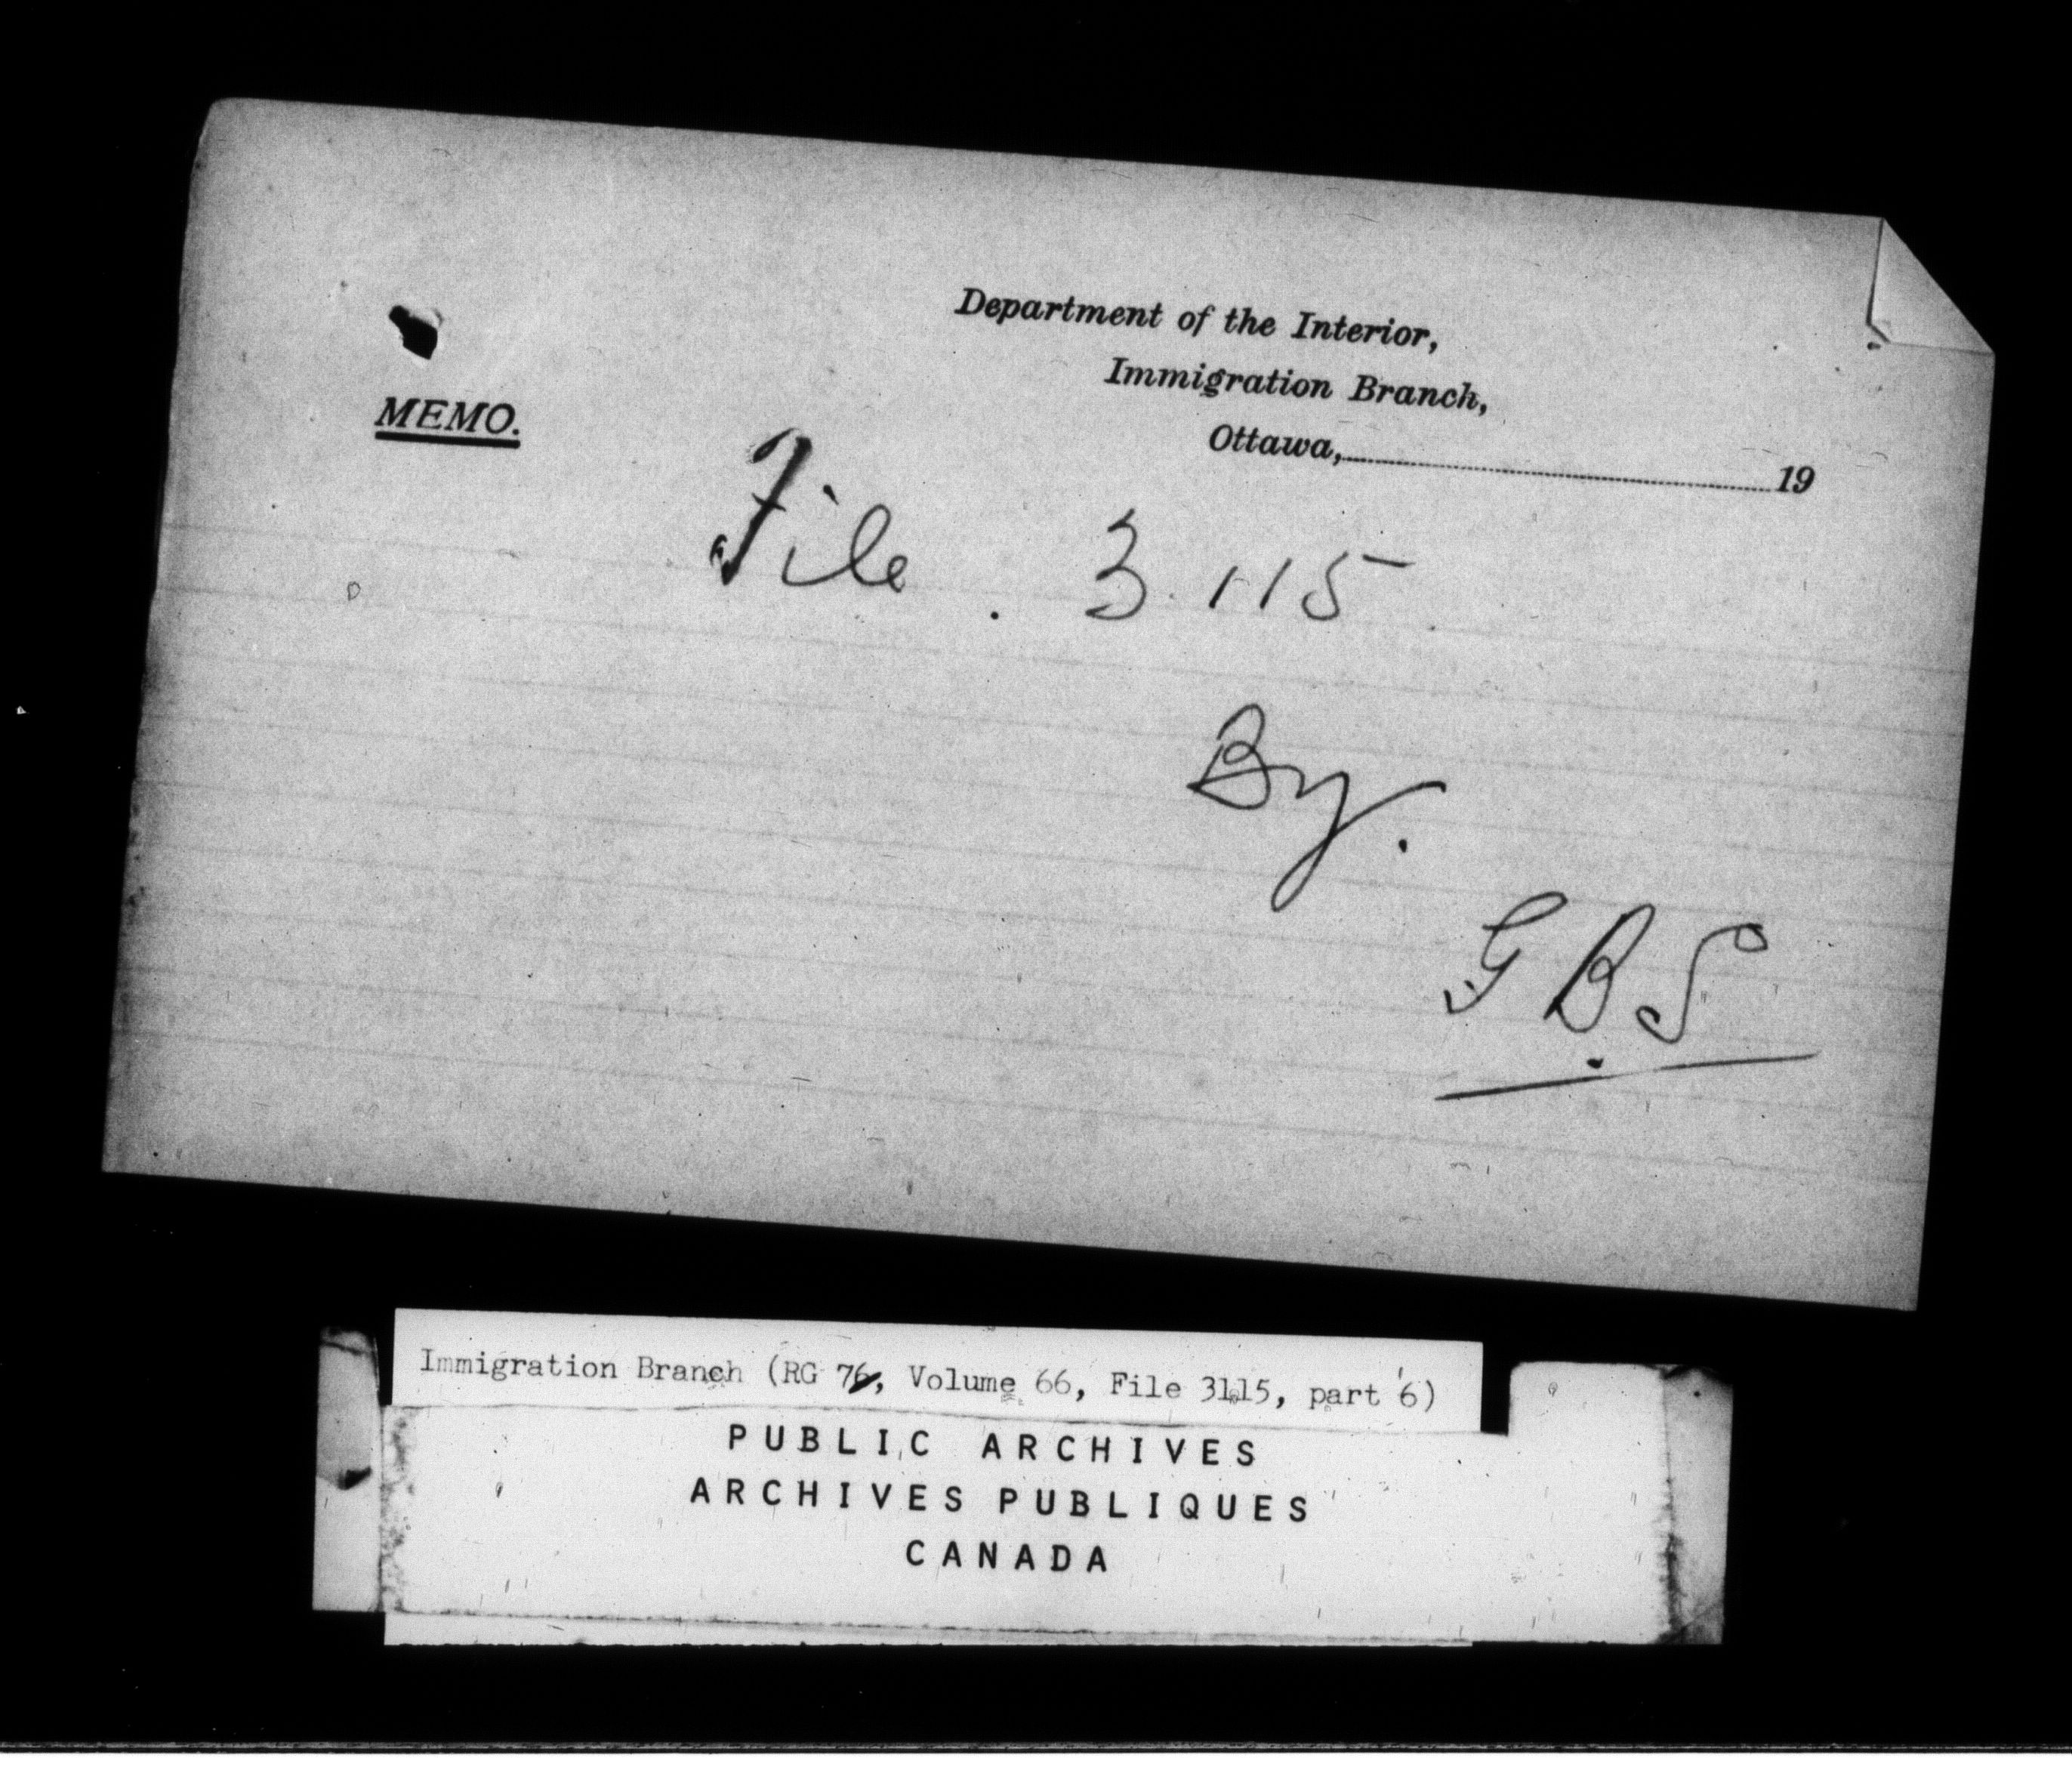 Department of the Interior,
Immigration Branch,
MEMO.
Ottawa,..............................19
File. 3115.
By.
GBS
Immigration Branch (RG 76, Volume 66, File 3115, part 6)
PUBLIC ARCHIVES
ARCHIVES PUBLIQUES
CANADA